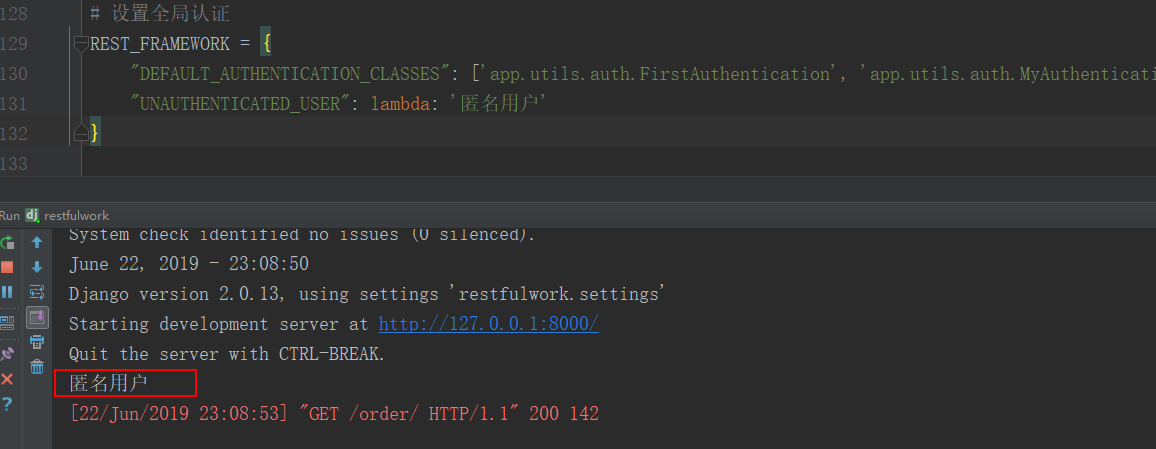 128 # 设置全局认证
129 REST_FRAMEWORK = {
130 "DEFAULT_AUTHENTICATION_CLASSES": ['app.utils.auth.FirstAuthentication', 'app.utils.auth.MyAuthenticati
131 "UNAUTHENTICATED_USER": lambda: '匿名用户'
132 }
133
Run dj restfulwork
System check identified no issues (0 silenced).
June 22, 2019 - 23:08:50
Django version 2.0.13, using settings 'restfulwork.settings'
Starting development server at http://127.0.0.1:8000/
Quit the server with CTRL-BREAK.
匿名用户
[22/Jun/2019 23:08:53] "GET /order/ HTTP/1.1" 200 142